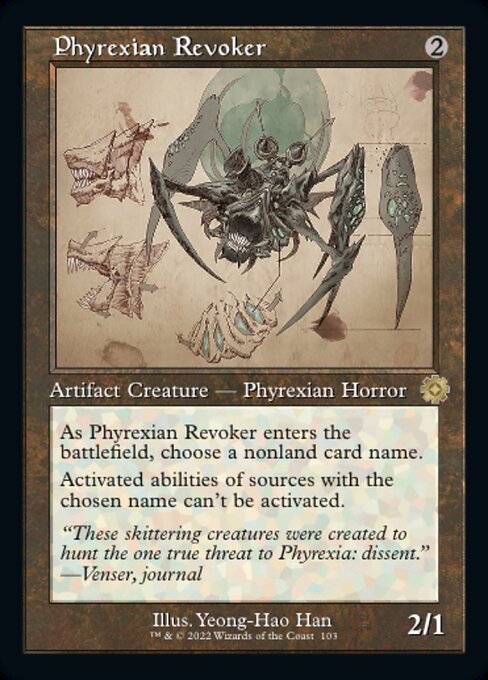 Phyrexian Revoker 2
Artifact Creature — Phyrexian Horror
As Phyrexian Revoker enters the
battlefield, choose a nonland card name.
Activated abilities of sources with the
chosen name can't be activated.
"These skittering creatures were created to
hunt the one true threat to Phyrexia: dissent."
—Venser, journal
Illus. Yeong-Hao Han
™ & © 2022 Wizards of the Coast 103
2/1